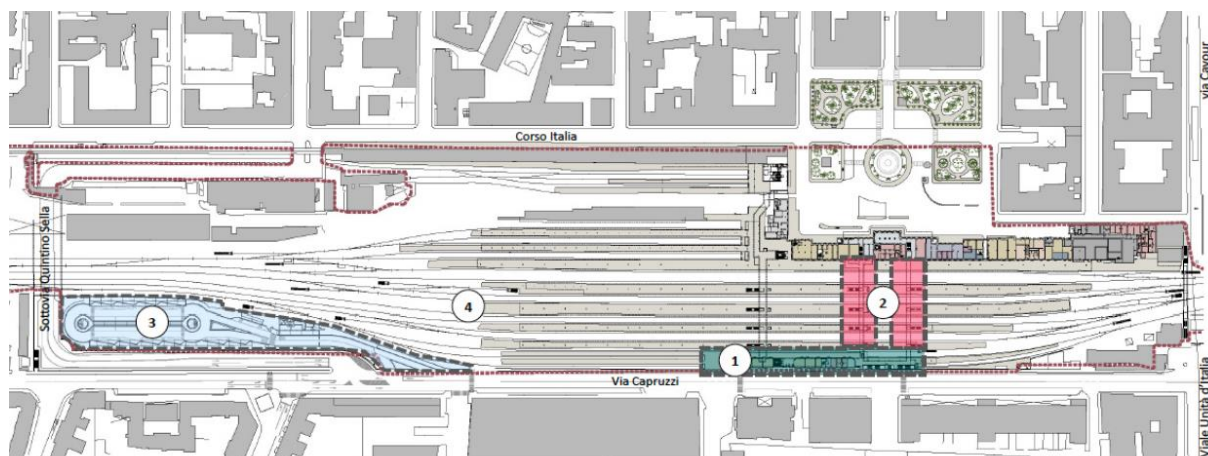 via Cavour
Corso Italia
Sottovia Quintino Sella
2
3
4
1
Via Capruzzi
Viale Unità d'Italia